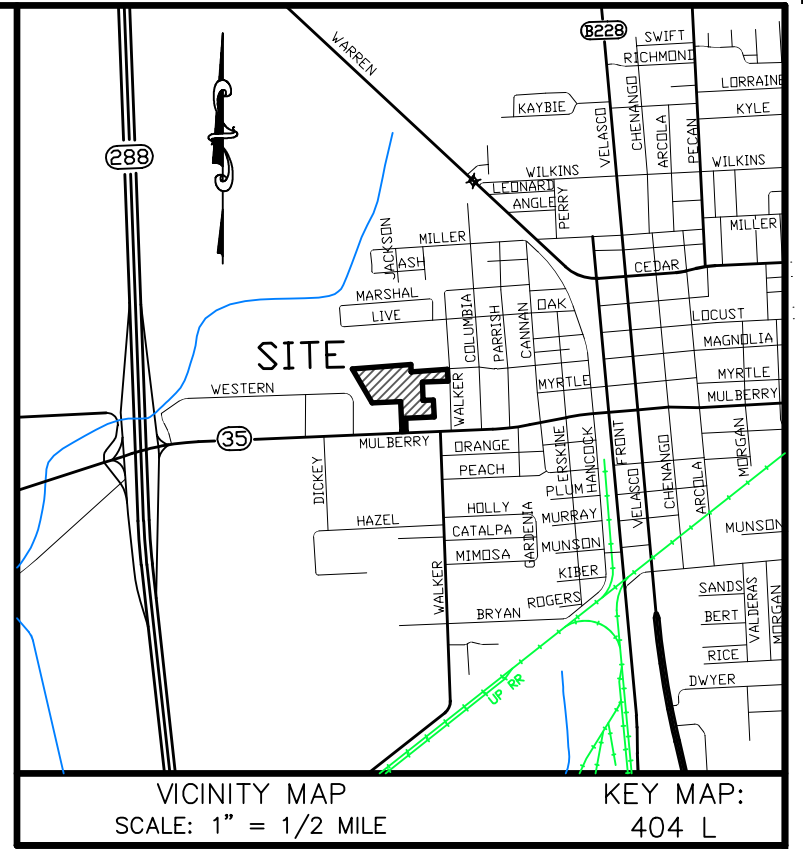 B228
SWIFT
RICHMOND
WARREN
LORRAINE
KAYBIE
CHENANGO
KYLE
VELASCO
ARCOLA
PECAN
288
WILKINS
WILKINS
LEONARD
ANGLE
PERRY
MILLER
JACKSON
MILLER
ASH
CEDAR
MARSHAL
LIVE
OAK
COLUMBIA
PARRISH
CANNAN
LOCUST
MAGNOLIA
SITE
WESTERN
MYRTLE
MYRTLE
WALKER
MULBERRY
35
MULBERRY
ORANGE
PEACH
ERSKINE
HANCOCK
FRONT
MORGAN
DICKEY
PLUM
VELASCO
CHENANGO
ARCOLA
HOLLY
HAZEL
CATALPA
GARDENIA
MURRAY
MUNSON
MIMOSA
MUNSON
KIBER
WALKER
ROGERS
BRYAN
SANDS
BERT
VALDERAS
MORGAN
RICE
UP RR
DWYER
VICINITY MAP
SCALE: 1" = 1/2 MILE
KEY MAP:
404 L